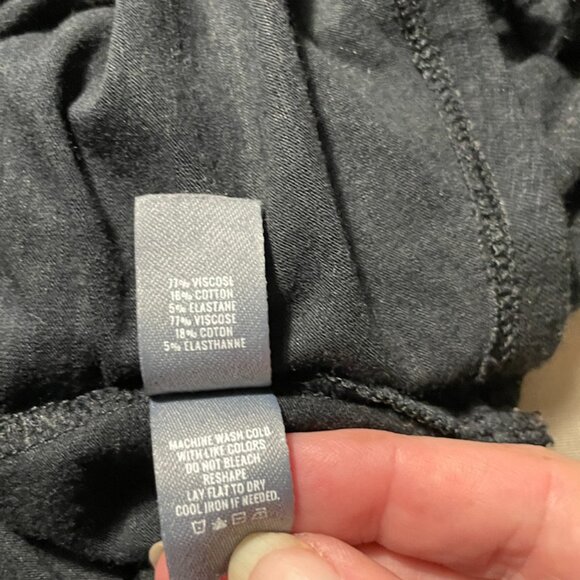 77% VISCOSE
18% COTTON
5% ELASTANE
77% VISCOSE
18% COTON
5% ELASTHANNE
MACHINE WASH COLD
WITH LIKE COLORS
DO NOT BLEACH
RESHAPE
LAY FLAT TO DRY
COOL IRON IF NEEDED.